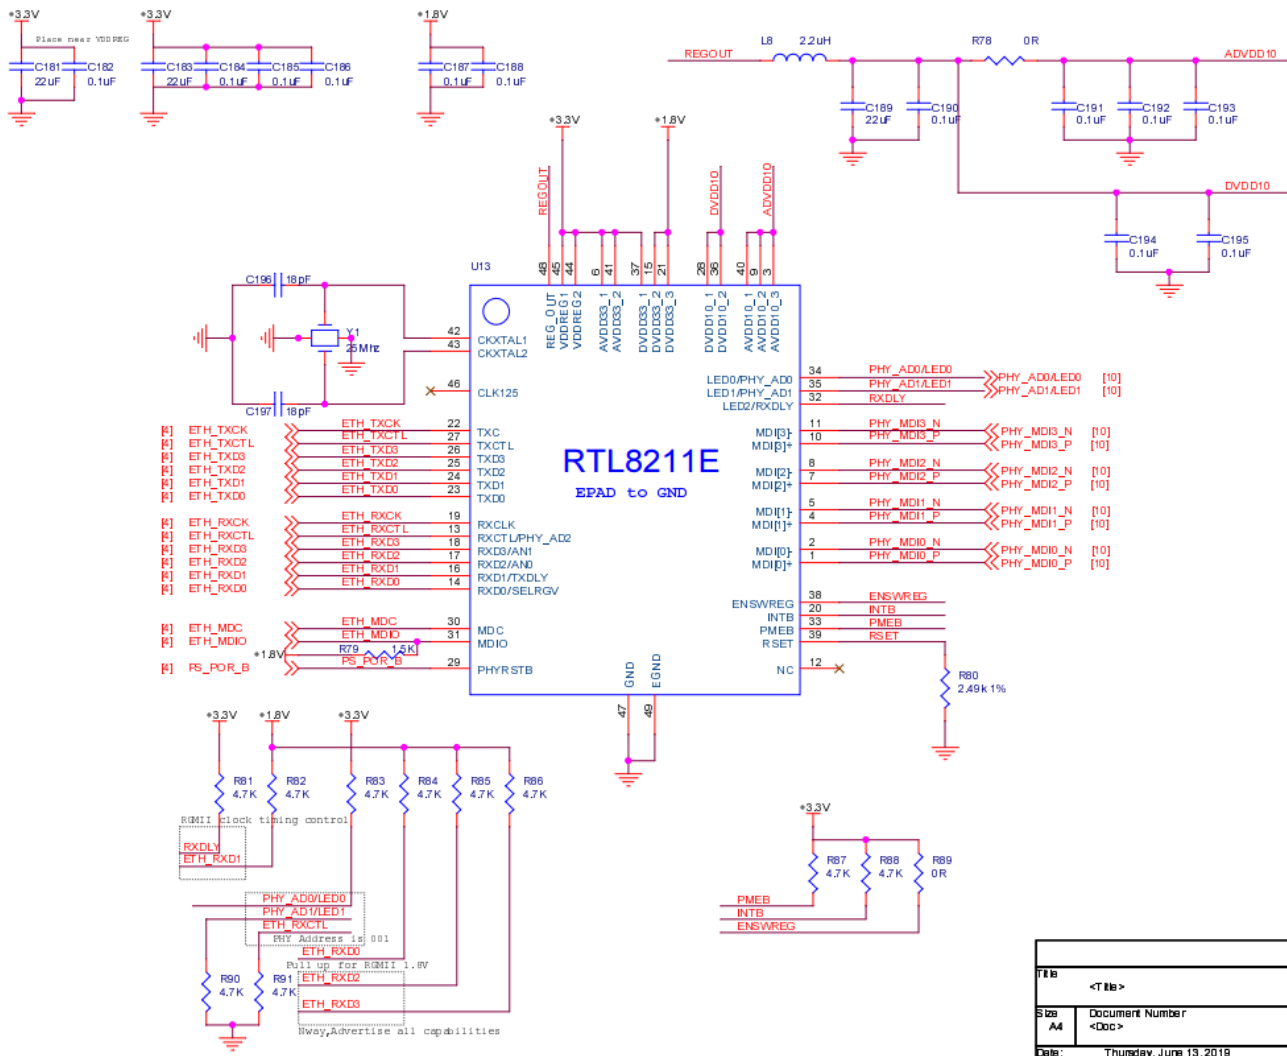 +3.3V
+3.3V
+1.8V
Place near VDDREG
C181
22uF
C182
0.1uF
C183
22uF
C184
0.1uF
C185
0.1uF
C186
0.1uF
C187
0.1uF
C188
0.1uF
REGOUT
L8
2.2uH
R78
0R
ADVDD10
C189
22uF
C190
0.1uF
C191
0.1uF
C192
0.1uF
C193
0.1uF
DVDD10
C194
0.1uF
C195
0.1uF
+3.3V
+1.8V
REGOUT
DVDD10
ADVDD10
U13
48
45
44
6
41
37
15
21
28
36
40
9
3
REG_OUT
VDDREG1
VDDREG2
AVDD33_1
AVDD33_2
DVDD33_1
DVDD33_2
DVDD33_3
DVDD10_1
DVDD10_2
AVDD10_1
AVDD10_2
AVDD10_3
C196
18pF
Y1
25Mhz
C197
18pF
42
CKXTAL1
43
CKXTAL2
46
CLK125
RTL8211E
EPAD to GND
[4] ETH_TXCK ETH_TXCK 22 TXC
[4] ETH_TXCTL ETH_TXCTL 27 TXCTL
[4] ETH_TXD3 ETH_TXD3 26 TXD3
[4] ETH_TXD2 ETH_TXD2 25 TXD2
[4] ETH_TXD1 ETH_TXD1 24 TXD1
[4] ETH_TXD0 ETH_TXD0 23 TXD0
[4] ETH_RXCK ETH_RXCK 19 RXCLK
[4] ETH_RXCTL ETH_RXCTL 13 RXCTL/PHY_AD2
[4] ETH_RXD3 ETH_RXD3 18 RXD3/AN1
[4] ETH_RXD2 ETH_RXD2 17 RXD2/AN0
[4] ETH_RXD1 ETH_RXD1 16 RXD1/TXDLY
[4] ETH_RXD0 ETH_RXD0 14 RXD0/SELRGV
[4] ETH_MDC ETH_MDC 30 MDC
[4] ETH_MDIO ETH_MDIO 31 MDIO
+1.8V R79 1.5K
[4] PS_POR_B PS_POR_B 29 PHYRSTB
LED0/PHY_AD0 34 PHY_AD0/LED0 PHY_AD0/LED0 [10]
LED1/PHY_AD1 35 PHY_AD1/LED1 PHY_AD1/LED1 [10]
LED2/RXDLY 32 RXDLY
MDI[3]- 11 PHY_MDI3_N PHY_MDI3_N [10]
MDI[3]+ 10 PHY_MDI3_P PHY_MDI3_P [10]
MDI[2]- 8 PHY_MDI2_N PHY_MDI2_N [10]
MDI[2]+ 7 PHY_MDI2_P PHY_MDI2_P [10]
MDI[1]- 5 PHY_MDI1_N PHY_MDI1_N [10]
MDI[1]+ 4 PHY_MDI1_P PHY_MDI1_P [10]
MDI[0]- 2 PHY_MDI0_N PHY_MDI0_N [10]
MDI[0]+ 1 PHY_MDI0_P PHY_MDI0_P [10]
ENSWREG 38 ENSWREG
INTB 20 INTB
PMEB 33 PMEB
RSET 39 RSET
NC 12
R80
2.49k 1%
GND
EGND
47
49
+3.3V
+1.8V
+3.3V
R81
4.7K
R82
4.7K
R83
4.7K
R84
4.7K
R85
4.7K
R86
4.7K
RGMII clock timing control
RXDLY
ETH_RXD1
PHY_AD0/LED0
PHY_AD1/LED1
ETH_RXCTL
PHY Address is 001
ETH_RXD0
Pull up for RGMII 1.8V
R90
4.7K
R91
4.7K
ETH_RXD2
ETH_RXD3
Nway,Advertise all capabilities
+3.3V
R87
4.7K
R88
4.7K
R89
0R
PMEB
INTB
ENSWREG
Title
<Title>
Size
A4
Document Number
<Doc>
Date:
Thursday, June 13, 2019